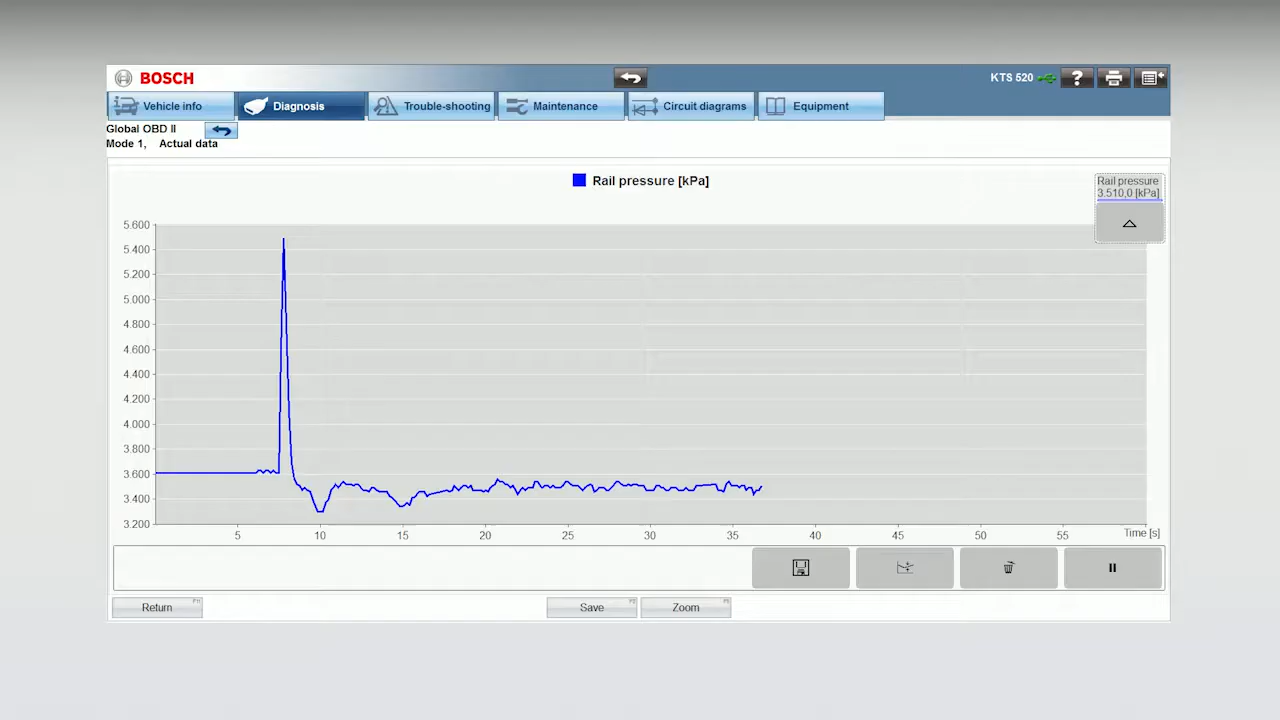 BOSCH
KTS 520
?
Vehicle info
Diagnosis
Trouble-shooting
Maintenance
Circuit diagrams
Equipment
Global OBD II
Mode 1, Actual data
Rail pressure [kPa]
Rail pressure
3.510,0 [kPa]
5.600
5.400
5.200
5.000
4.800
4.600
4.400
4.200
4.000
3.800
3.600
3.400
3.200
5 10 15 20 25 30 35 40 45 50 55 Time [s]
Return
Save
Zoom